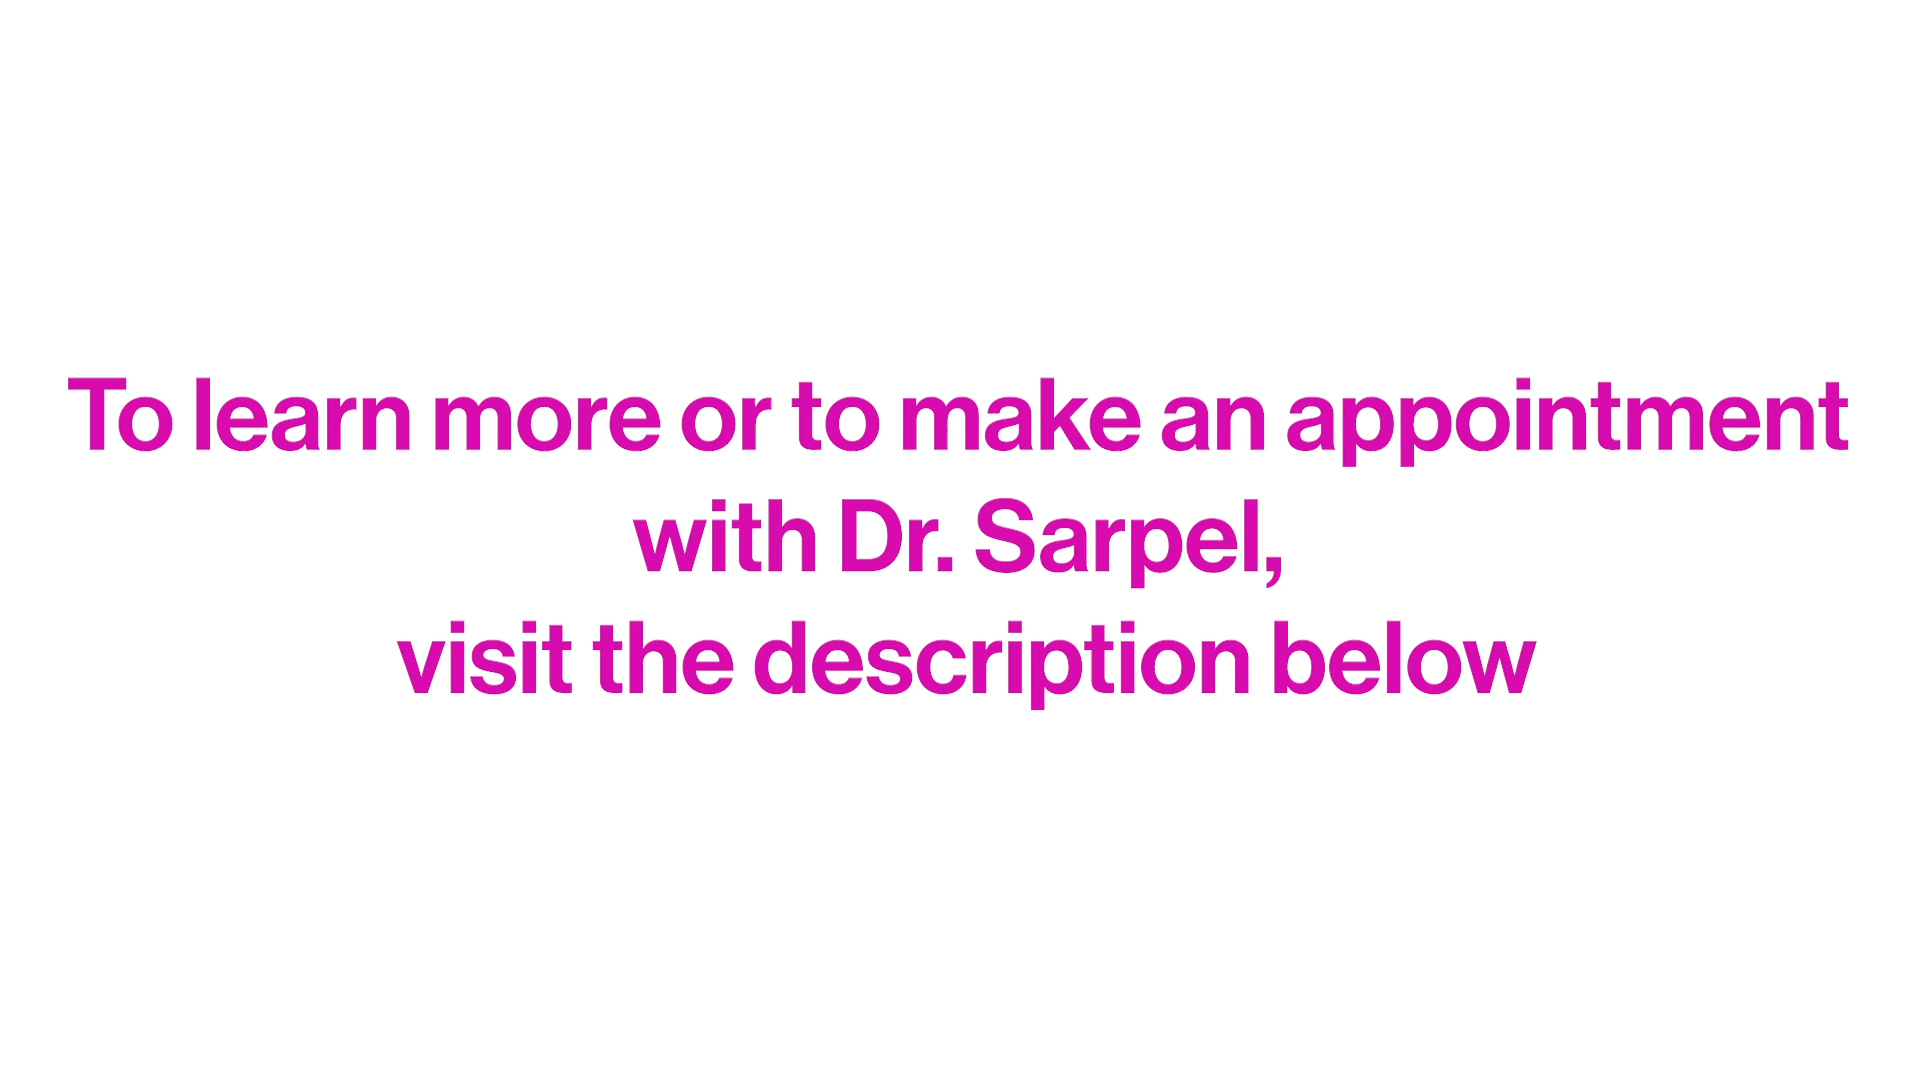 To learn more or to make an appointment
with Dr. Sarpel,
visit the description below